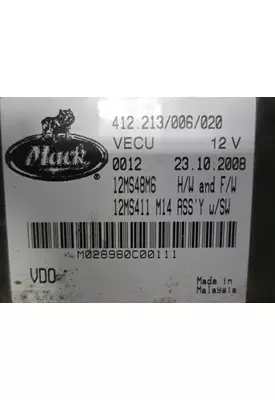 412.213/006/020
Mack
VECU 12 V
0012 23.10.2008
12MS48M6 H/W and F/W
12MS411 M14 ASS'Y w/SW
M028980C00111
VDO
Made in
Malaysia